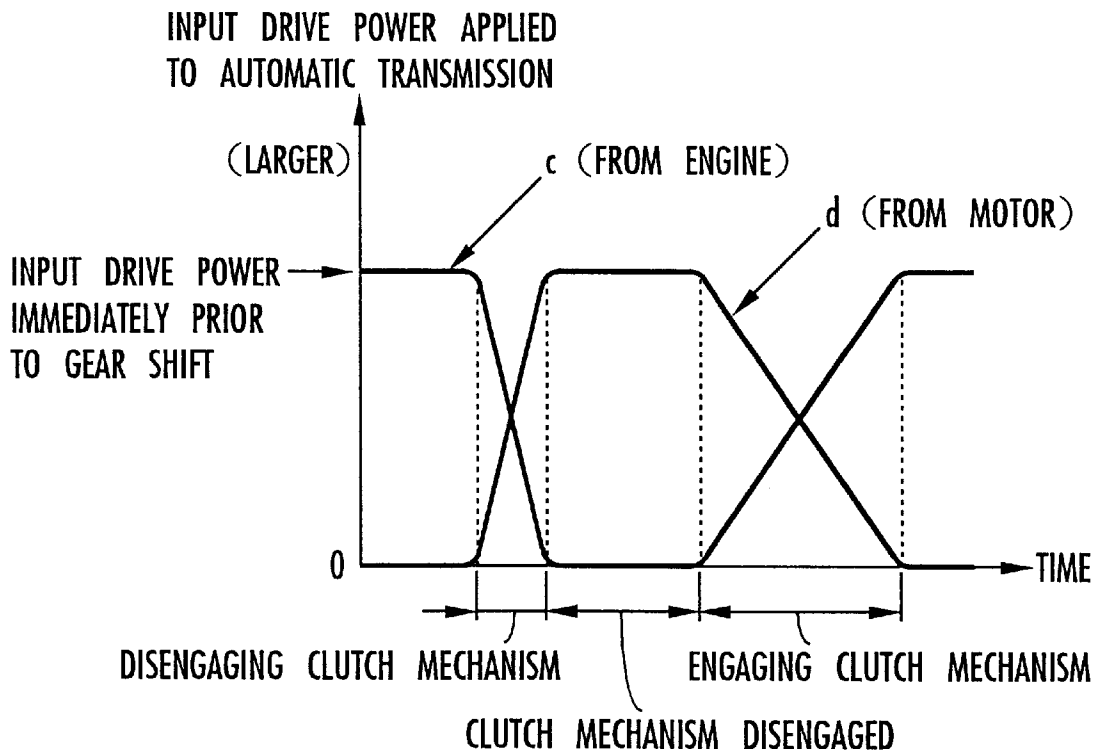 INPUT DRIVE POWER APPLIED
TO AUTOMATIC TRANSMISSION
(LARGER)
c (FROM ENGINE)
d (FROM MOTOR)
INPUT DRIVE POWER
IMMEDIATELY PRIOR
TO GEAR SHIFT
0
TIME
DISENGAGING CLUTCH MECHANISM
ENGAGING CLUTCH MECHANISM
CLUTCH MECHANISM DISENGAGED